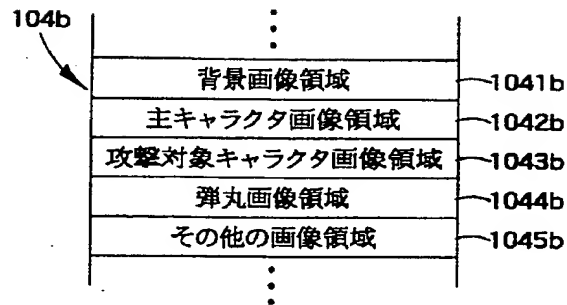 104b
背景画像領域 1041b
主キャラクタ画像領域 1042b
攻撃対象キャラクタ画像領域 1043b
弾丸画像領域 1044b
その他の画像領域 1045b